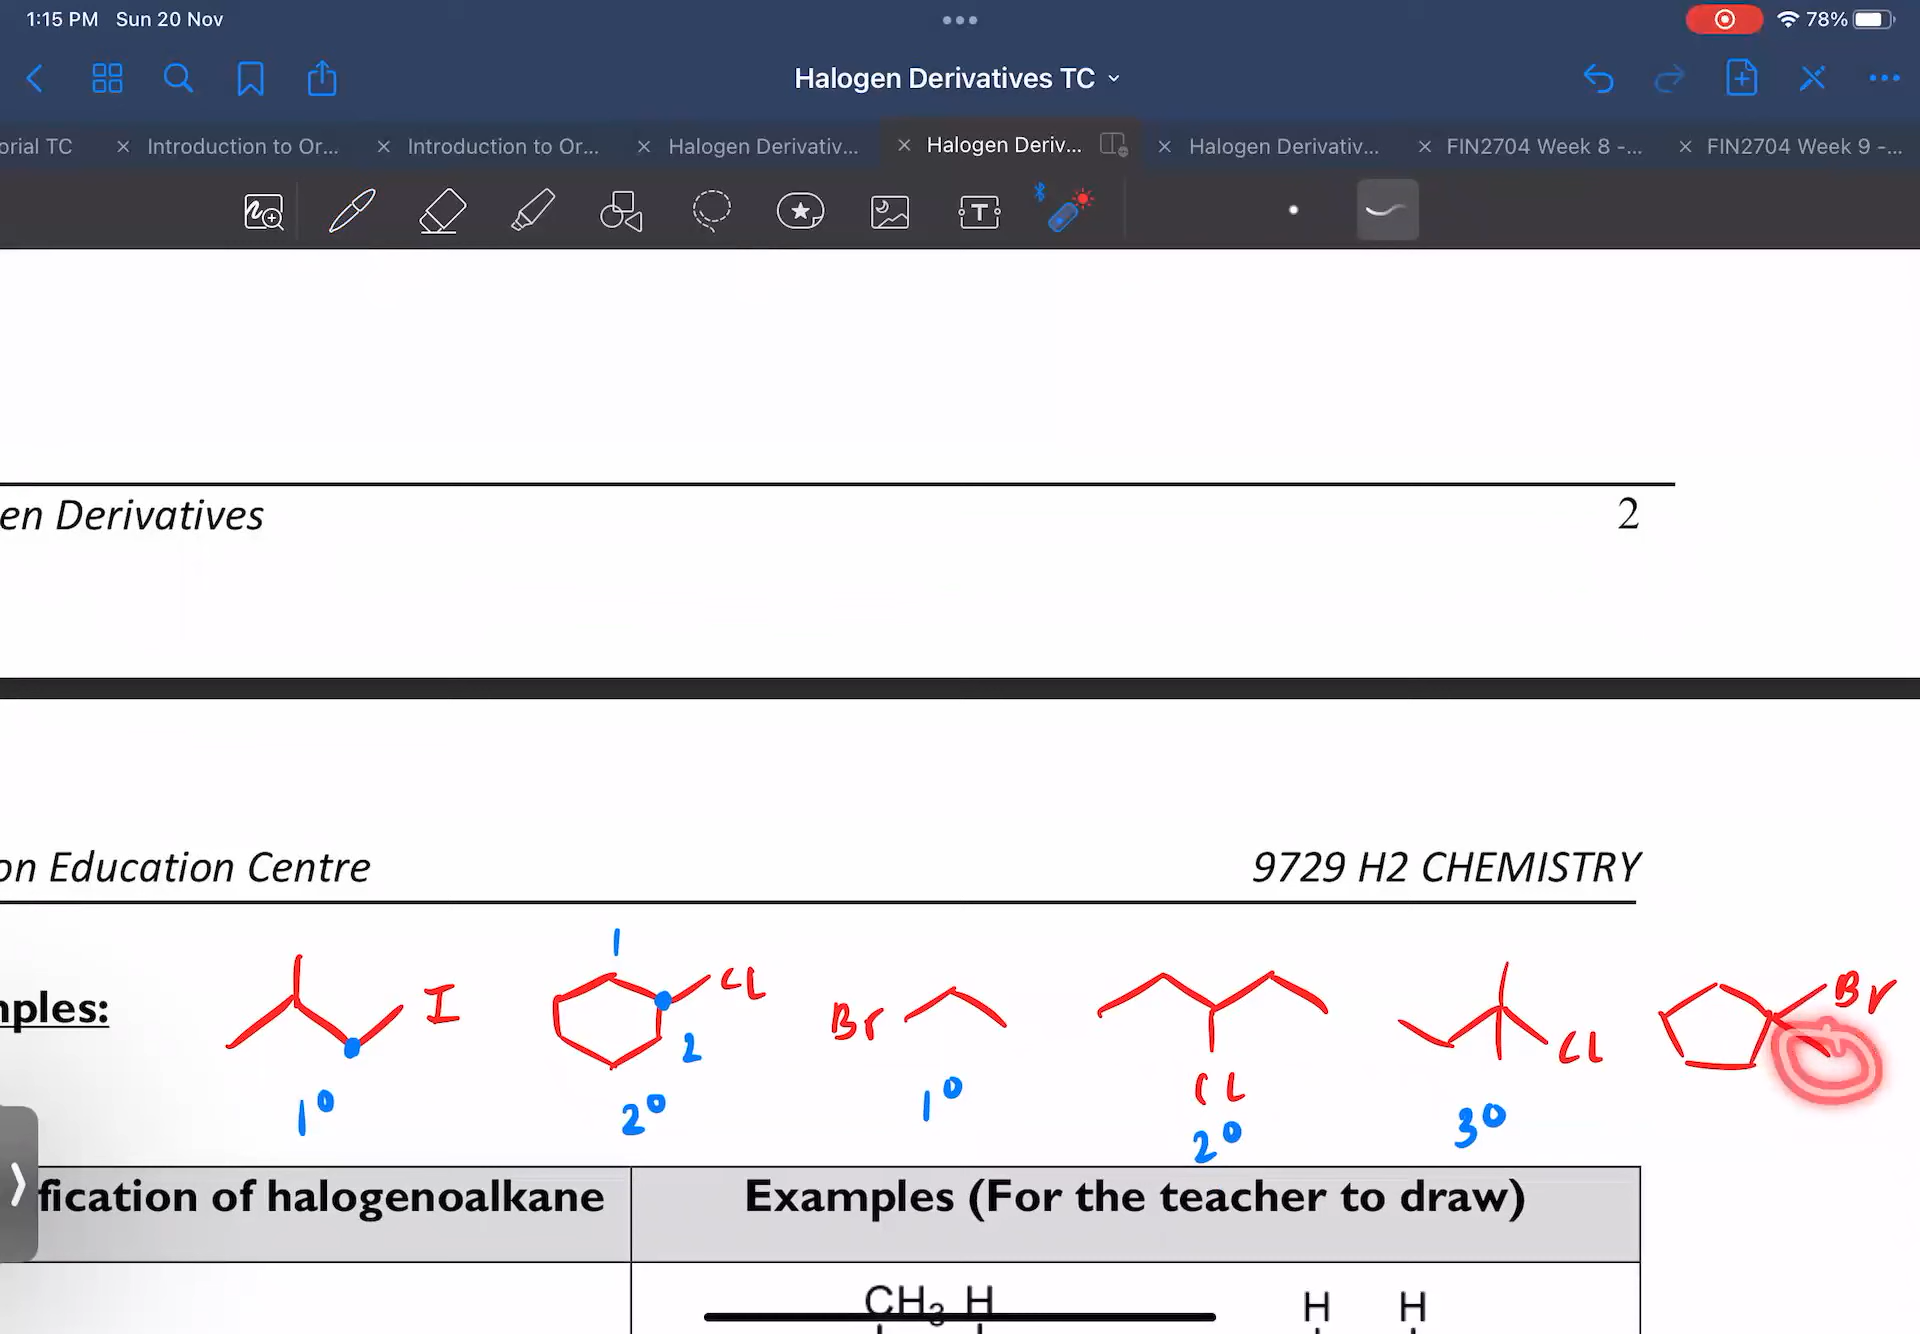 1:15 PM Sun 20 Nov
78%
Halogen Derivatives TC
orial TC
Introduction to Or...
Introduction to Or...
Halogen Derivativ...
Halogen Deriv...
Halogen Derivativ...
FIN2704 Week 8 -...
FIN2704 Week 9 -...
en Derivatives 2
on Education Centre 9729 H2 CHEMISTRY
mples:
I
1
Cl
2
Br
Cl
Cl
Br
1°
2°
1°
2°
3°
fication of halogenoalkane
Examples (For the teacher to draw)
CH3 H H H